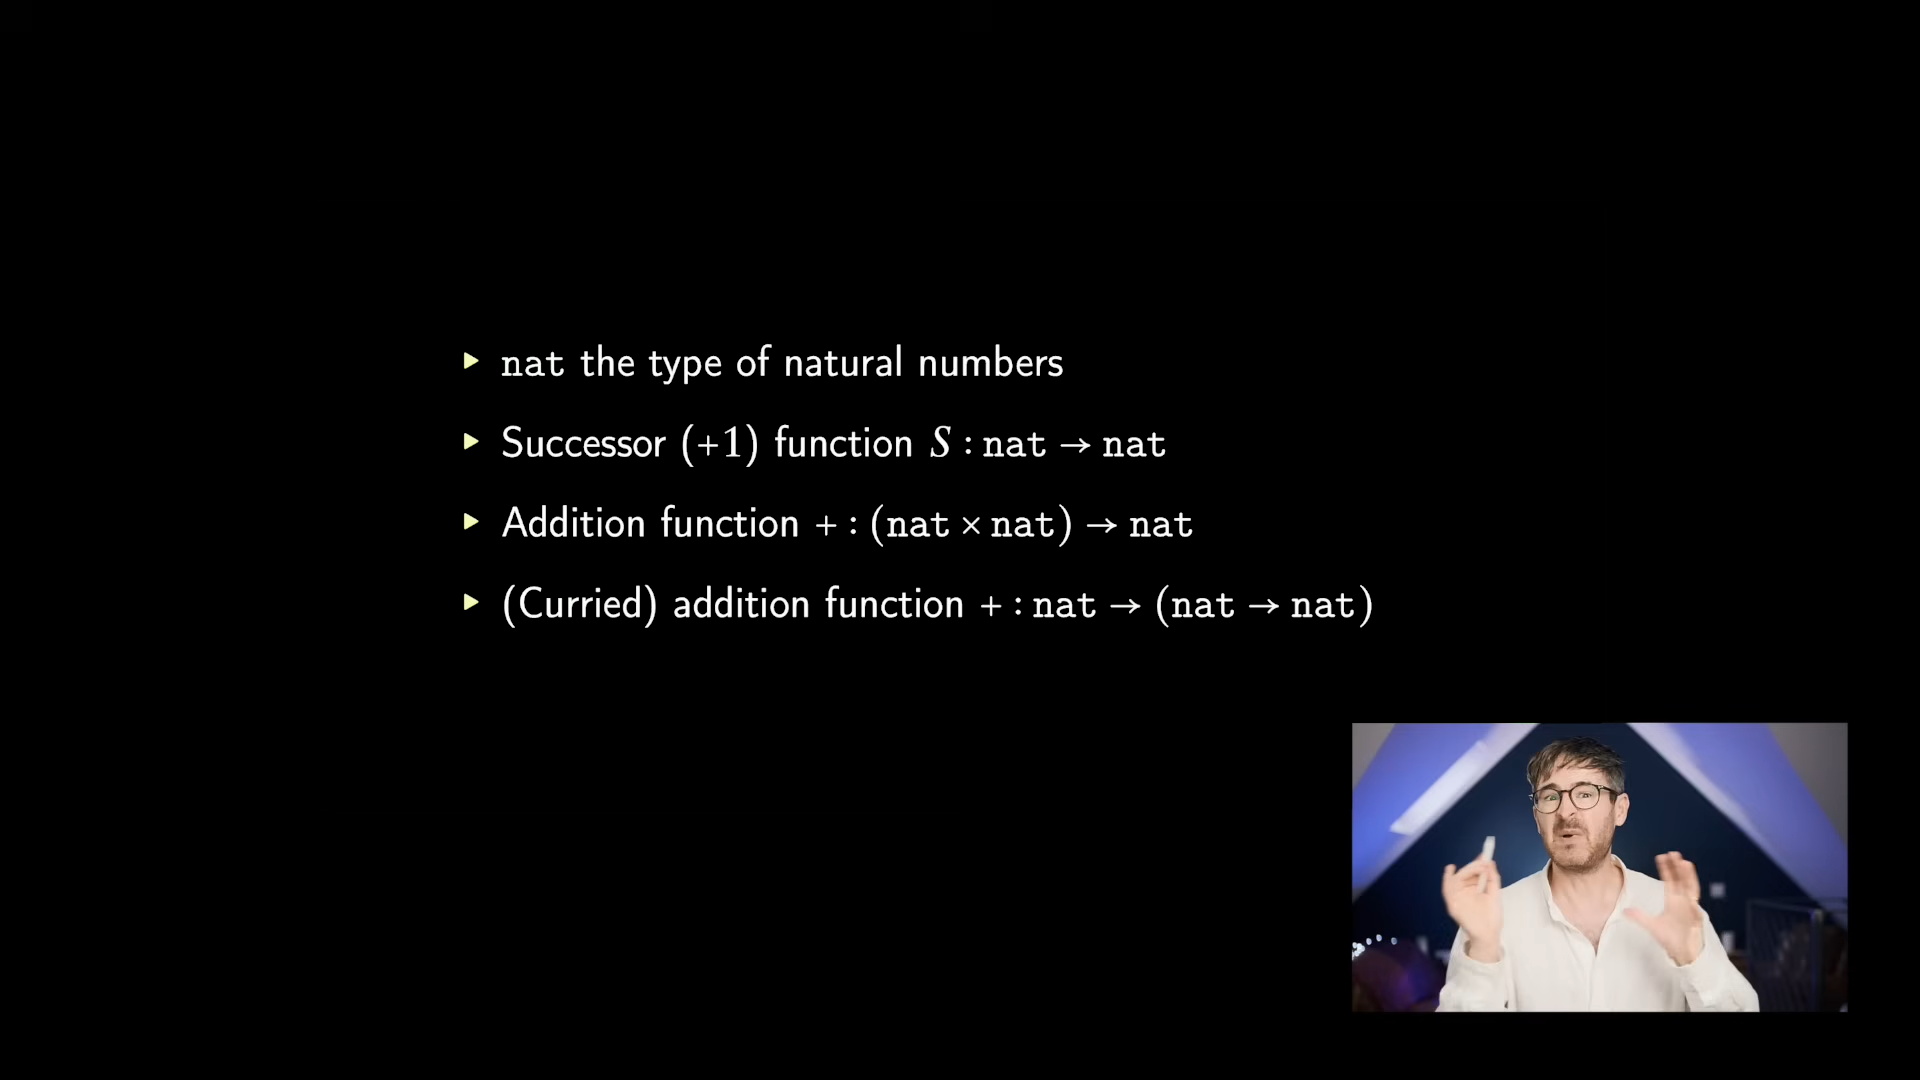 ▸ nat the type of natural numbers
▸ Successor (+1) function S : nat → nat
▸ Addition function + : (nat × nat) → nat
▸ (Curried) addition function + : nat → (nat → nat)